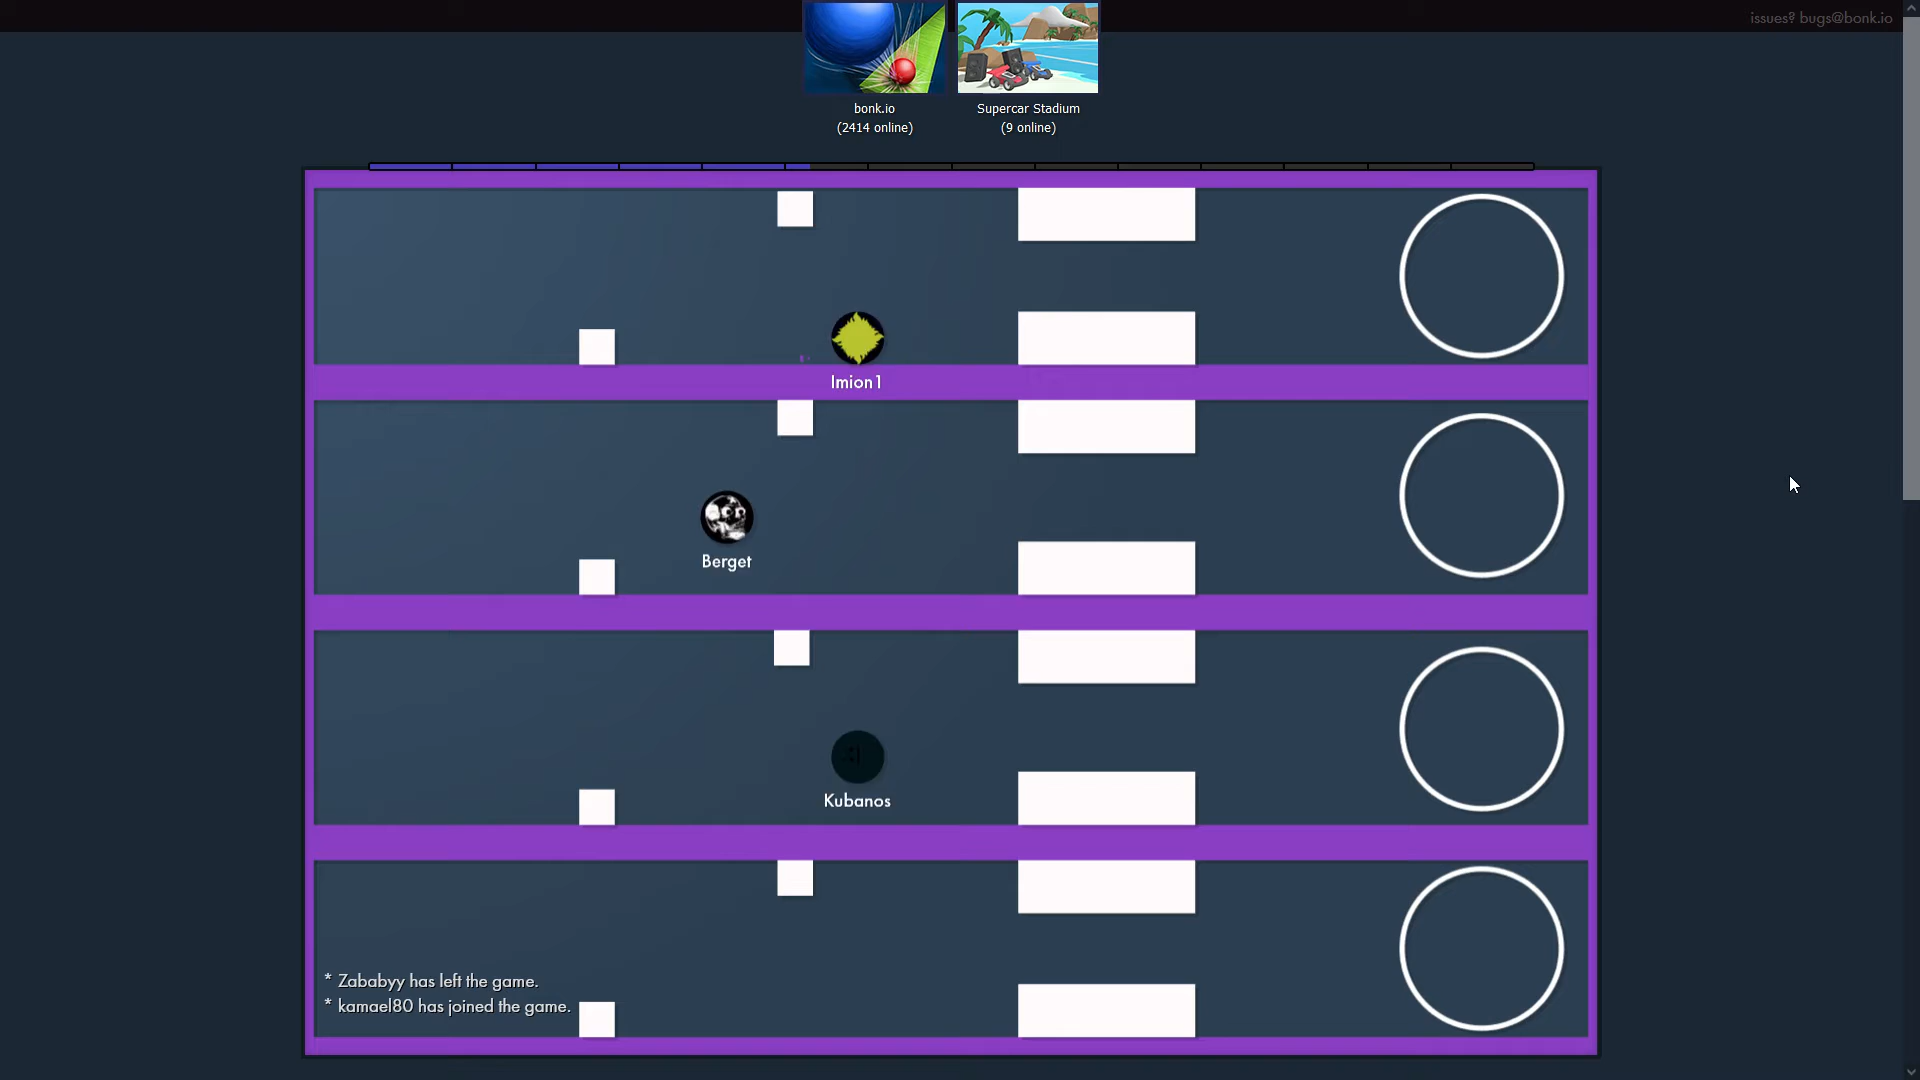 issues? bugs@bonk.io
bonk.io
(2414 online)
Supercar Stadium
(9 online)
Imion1
Berget
Kubanos
* Zababyy has left the game.
* kamael80 has joined the game.